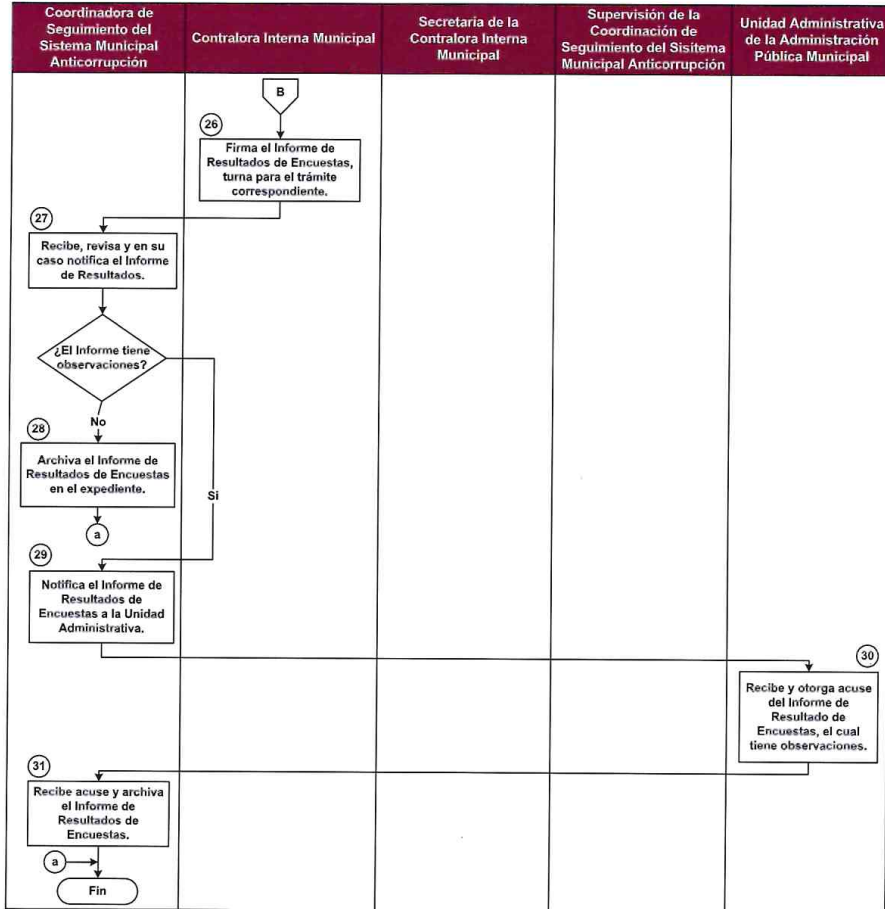 Coordinadora de
Seguimiento del
Sistema Municipal
Anticorrupción
Contralora Interna Municipal
Secretaria de la
Contralora Interna
Municipal
Supervisión de la
Coordinación de
Seguimiento del Sisitema
Municipal Anticorrupción
Unidad Administrativa
de la Administración
Pública Municipal
B
26
Firma el Informe de
Resultados de Encuestas,
turna para el trámite
correspondiente.
27
Recibe, revisa y en su
caso notifica el Informe
de Resultados.
¿El Informe tiene
observaciones?
No
28
Archiva el Informe de
Resultados de Encuestas
en el expediente.
Si
a
29
Notifica el Informe de
Resultados de
Encuestas a la Unidad
Administrativa.
30
Recibe y otorga acuse
del Informe de
Resultado de
Encuestas, el cual
tiene observaciones.
31
Recibe acuse y archiva
el Informe de
Resultados de
Encuestas.
a
Fin